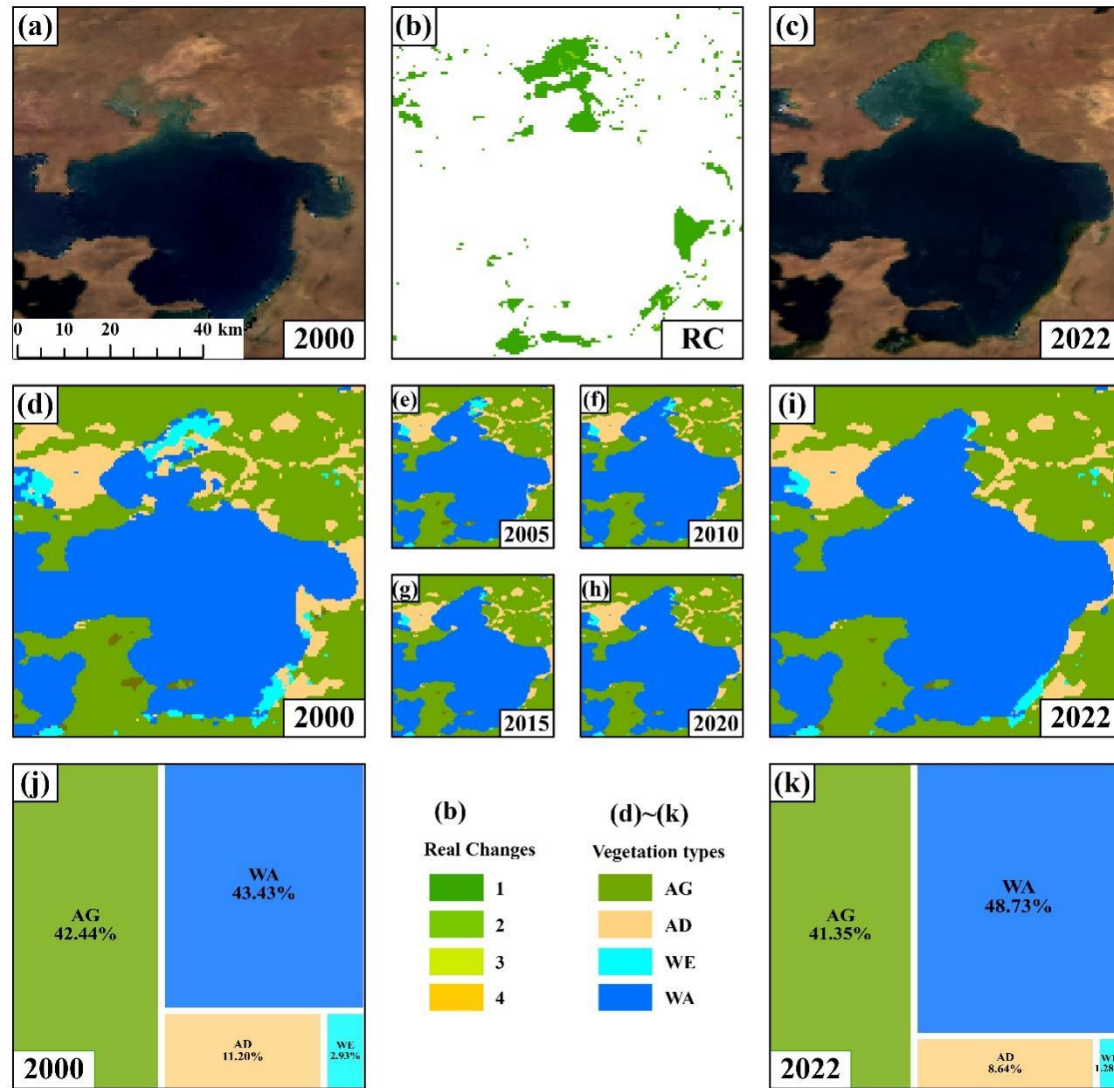 (a)
0 10 20 40 km
2000
(b)
RC
(c)
2022
(d)
2000
(e)
2005
(f)
2010
(g)
2015
(h)
2020
(i)
2022
(j)
AG
42.44%
WA
43.43%
AD
11.20%
WE
2.93%
2000
(b)
Real Changes
1
2
3
4
(d)~(k)
Vegetation types
AG
AD
WE
WA
(k)
AG
41.35%
WA
48.73%
AD
8.64%
1.28
2022